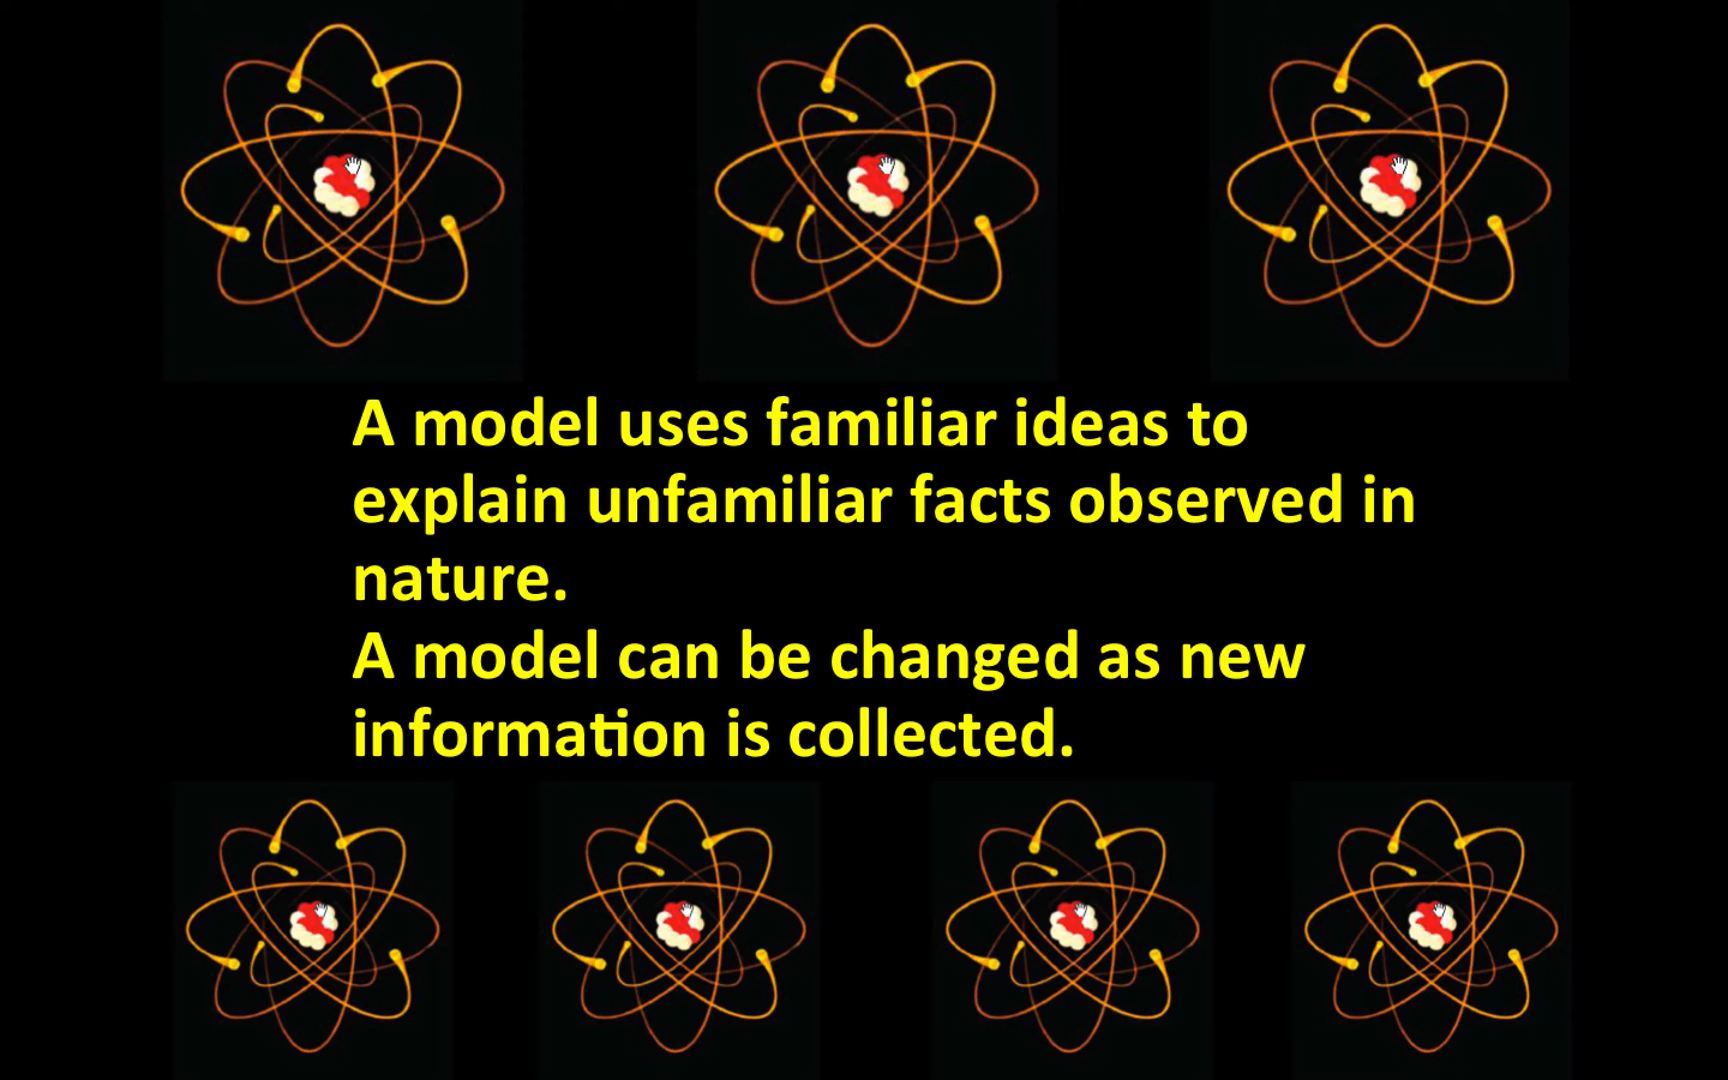 A model uses familiar ideas to
explain unfamiliar facts observed in
nature.
A model can be changed as new
information is collected.